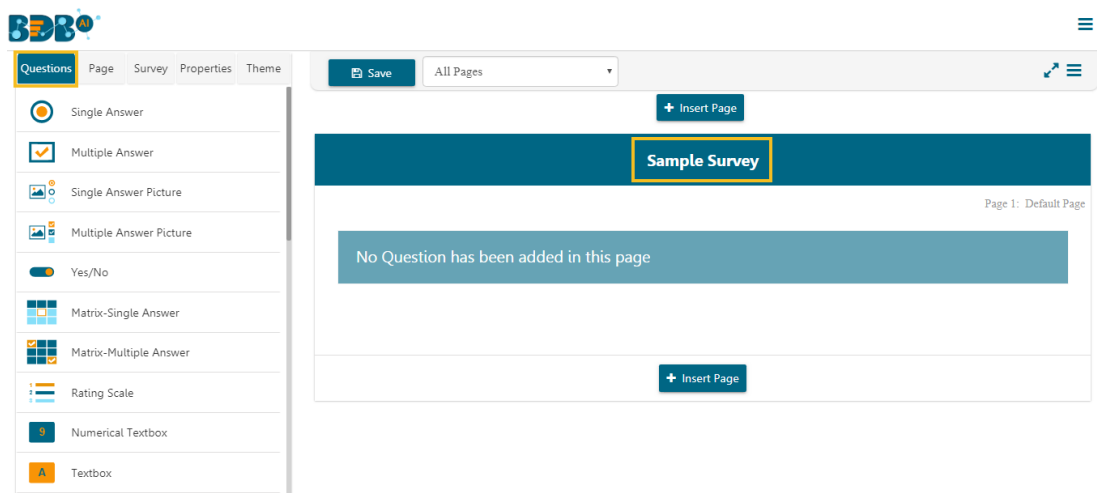 BDB AI
Questions Page Survey Properties Theme
Save All Pages
Single Answer
Multiple Answer
Single Answer Picture
Multiple Answer Picture
Yes/No
Matrix-Single Answer
Matrix-Multiple Answer
Rating Scale
9 Numerical Textbox
A Textbox
+ Insert Page
Sample Survey
Page 1: Default Page
No Question has been added in this page
+ Insert Page